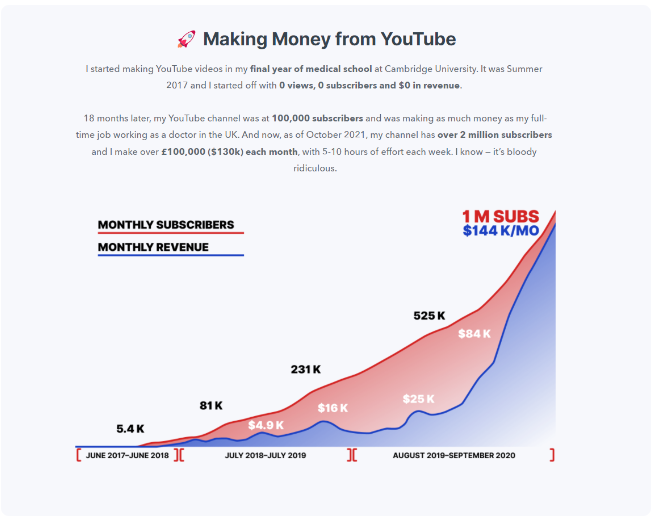 🚀 Making Money from YouTube
I started making YouTube videos in my final year of medical school at Cambridge University. It was Summer
2017 and I started off with 0 views, 0 subscribers and $0 in revenue.
18 months later, my YouTube channel was at 100,000 subscribers and was making as much money as my full-
time job working as a doctor in the UK. And now, as of October 2021, my channel has over 2 million subscribers
and I make over £100,000 ($130k) each month, with 5-10 hours of effort each week. I know – it's bloody
ridiculous.
1 M SUBS
$144 K/MO
MONTHLY SUBSCRIBERS
MONTHLY REVENUE
525 K
$84 K
231 K
81 K
$16 K
$25 K
$4.9 K
5.4 K
[ JUNE 2017–JUNE 2018 ][ JULY 2018–JULY 2019 ][ AUGUST 2019–SEPTEMBER 2020 ]